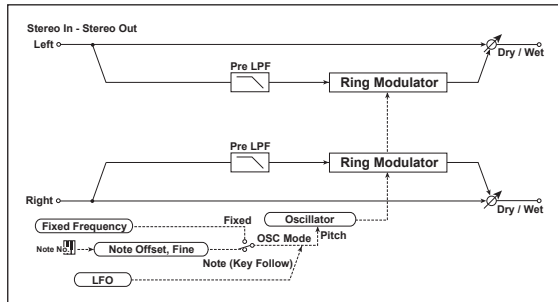 Stereo In - Stereo Out
Left
Dry / Wet
Pre LPF
Ring Modulator
Pre LPF
Ring Modulator
Right
Dry / Wet
Fixed Frequency
Fixed
Oscillator
Note No.
Note Offset, Fine
OSC Mode
Pitch
Note (Key Follow)
LFO